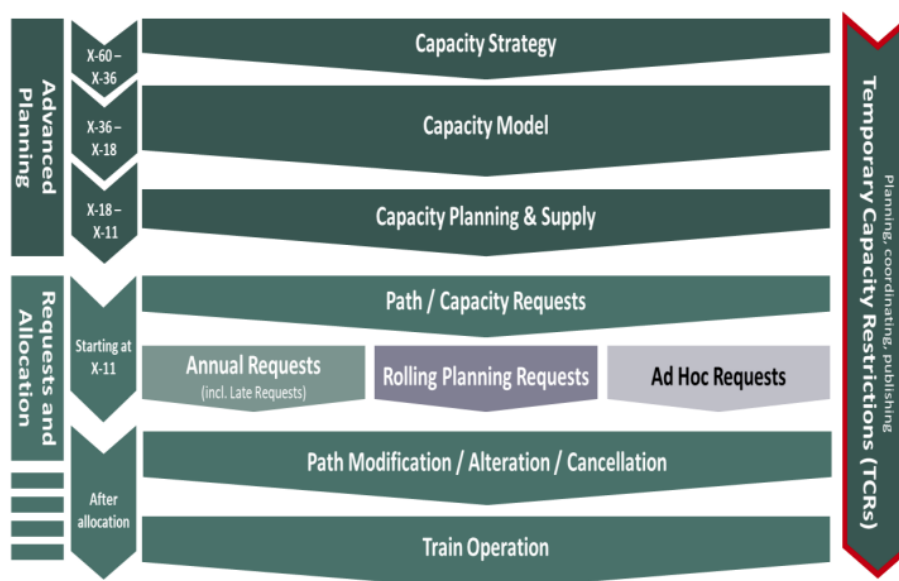 Advanced
Planning
X-60 –
X-36
Capacity Strategy
X-36 –
X-18
Capacity Model
X-18 –
X-11
Capacity Planning & Supply
Requests and
Allocation
Starting at
X-11
Path / Capacity Requests
Annual Requests
(incl. Late Requests)
Rolling Planning Requests
Ad Hoc Requests
After
allocation
Path Modification / Alteration / Cancellation
Train Operation
Temporary Capacity Restrictions (TCRs)
Planning, coordinating, publishing